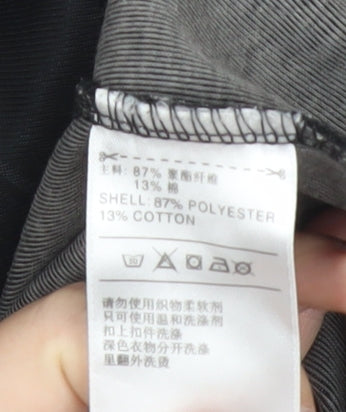 主料: 87% 聚酯纤维
13% 棉
SHELL: 87% POLYESTER
13% COTTON
请勿使用织物柔软剂
只可使用温和洗涤剂
扣上扣件洗涤
深色衣物分开洗涤
里翻外洗烫